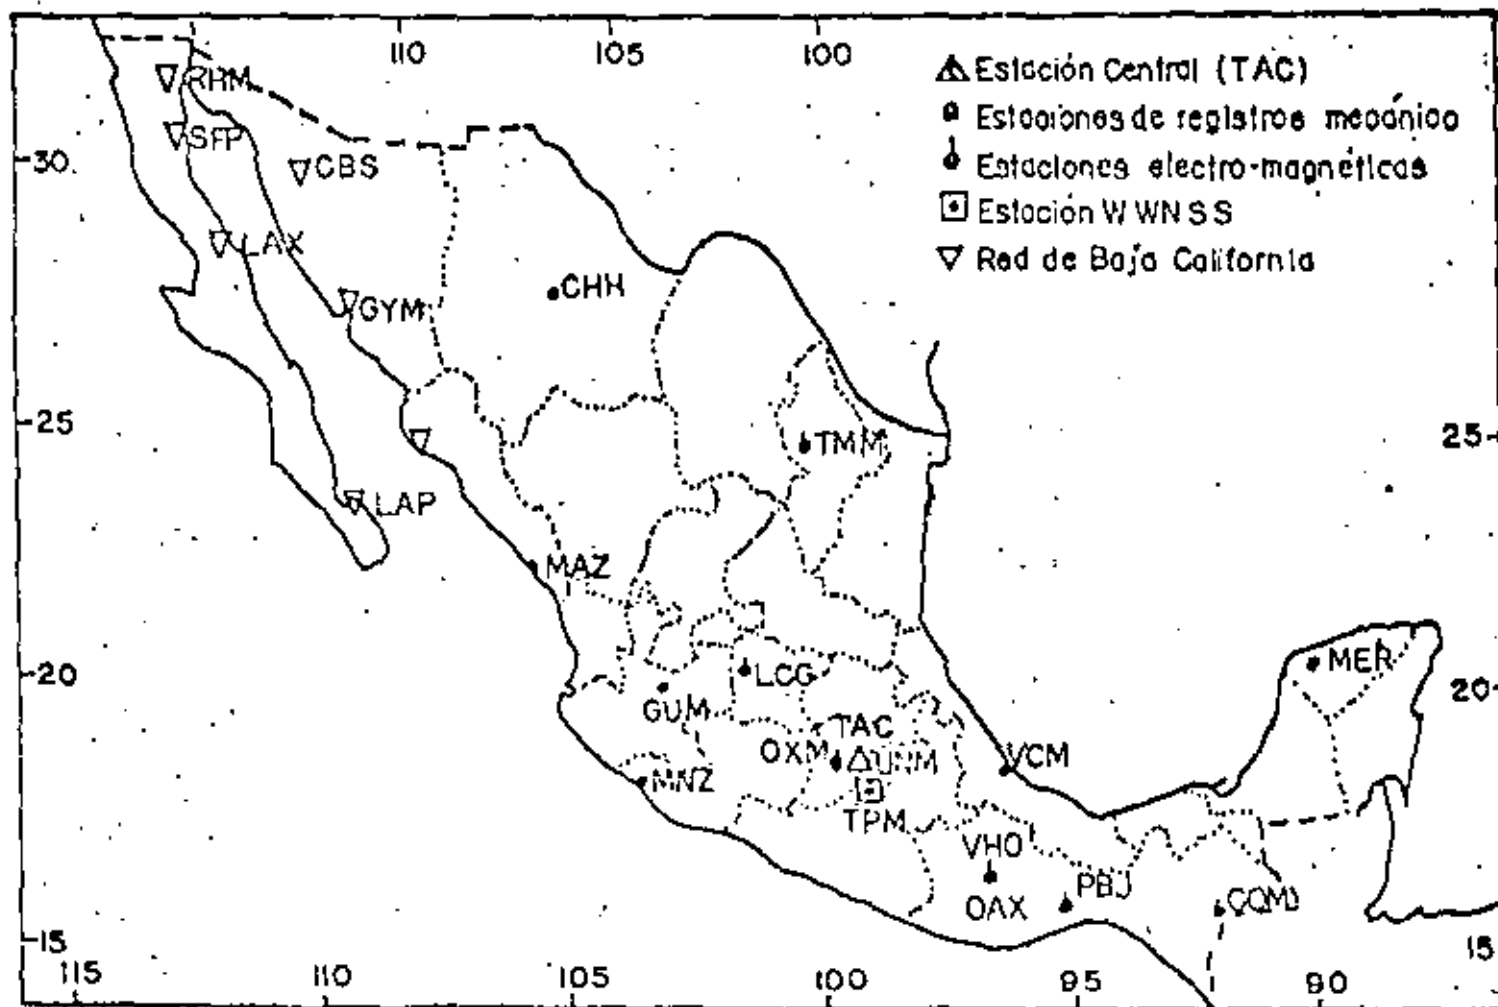 110 105 100
Estación Central (TAC)
Estaciones de registros mecánico
Estaciones electro-magnéticas
Estación WWNSS
Red de Baja California
RHM
SFP
30
CBS
LAX
CHH
GYM
25
TMM
25
LAP
MAZ
20
LCG
MER
GUM
20
TAC
OXM
UNM
VCM
MNZ
TPM
VHO
PBJ
OAX
COMJ
15
15
115 110 105 100 95 90